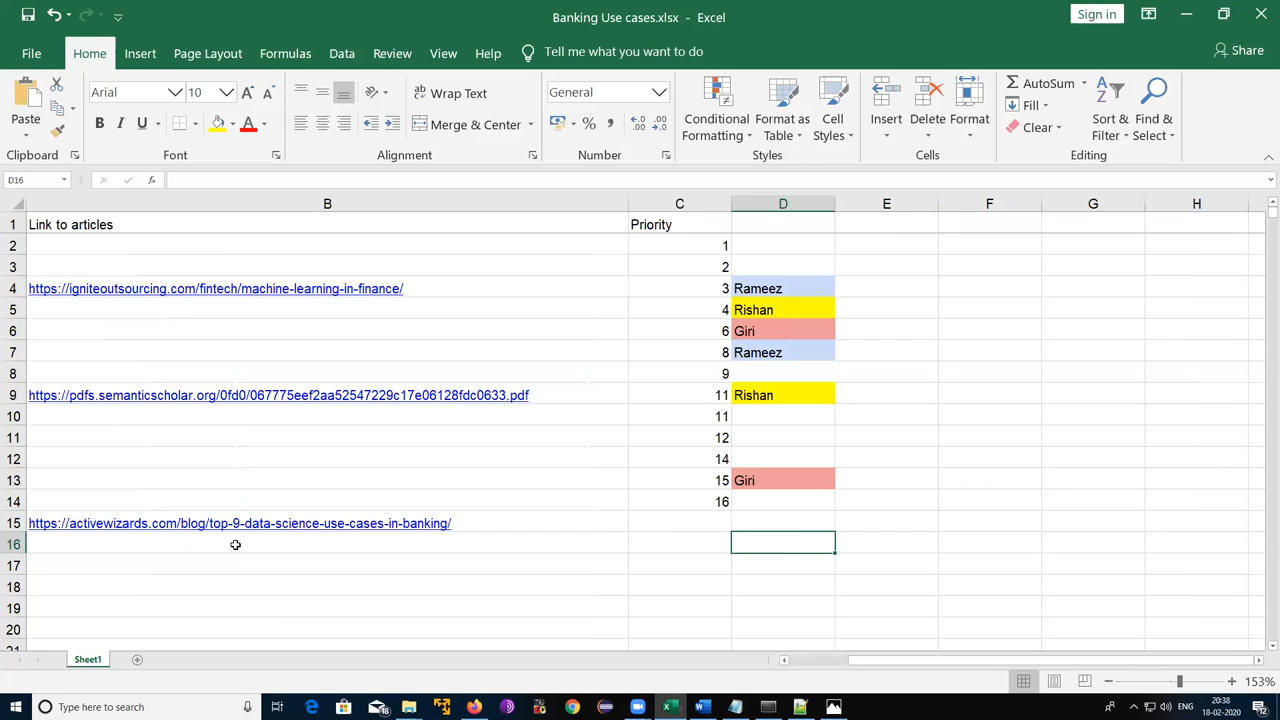 Banking Use cases.xlsx - Excel
Sign in
File Home Insert Page Layout Formulas Data Review View Help Tell me what you want to do Share
Paste
Arial 10
B I U
Wrap Text
Merge & Center
General
%
Conditional Formatting
Format as Table
Cell Styles
Insert
Delete
Format
AutoSum
Fill
Clear
Sort & Filter
Find & Select
Clipboard Font Alignment Number Styles Cells Editing
D16 fx
B C D E F G H
1 Link to articles Priority
2 1
3 2
4 https://igniteoutsourcing.com/fintech/machine-learning-in-finance/ 3 Rameez
5 4 Rishan
6 6 Giri
7 8 Rameez
8 9
9 https://pdfs.semanticscholar.org/0fd0/067775eef2aa52547229c17e06128fdc0633.pdf 11 Rishan
10 11
11 12
12 14
13 15 Giri
14 16
15 https://activewizards.com/blog/top-9-data-science-use-cases-in-banking/
16
17
18
19
20
21
Sheet1
153%
Type here to search
18
ENG
20:38
18-02-2020
12